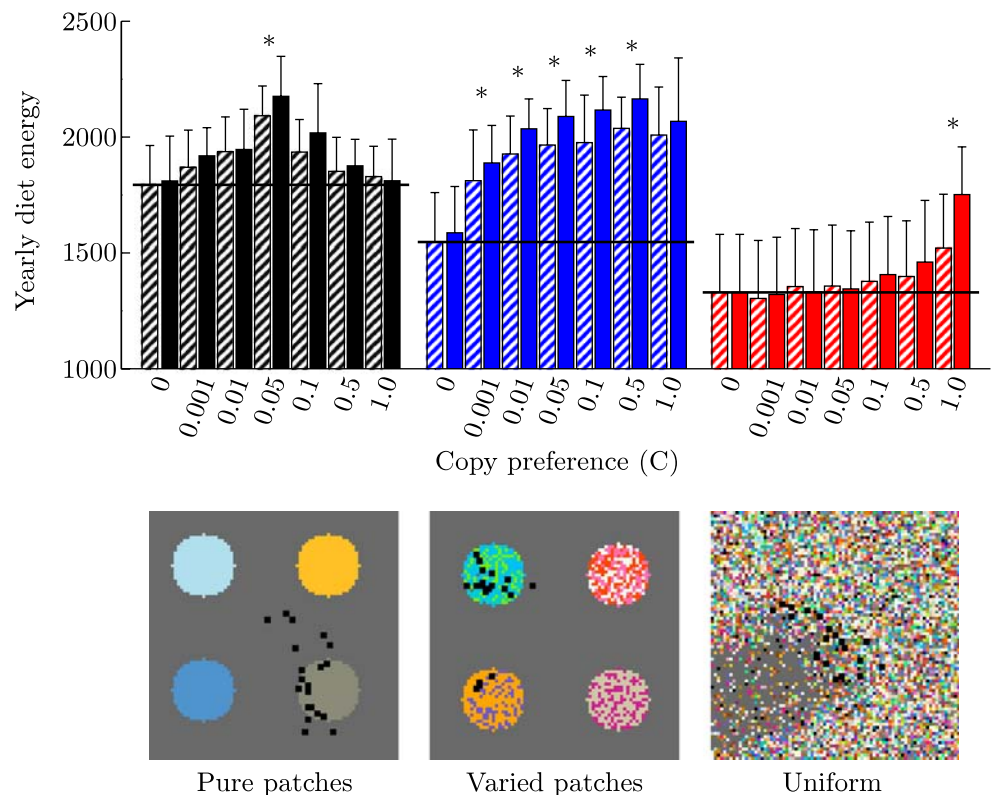 2500
2000
1500
1000
Yearly diet energy
*
* * * * *
*
0 0.001 0.01 0.05 0.1 0.5 1.0
0 0.001 0.01 0.05 0.1 0.5 1.0
0 0.001 0.01 0.05 0.1 0.5 1.0
Copy preference (C)
Pure patches
Varied patches
Uniform